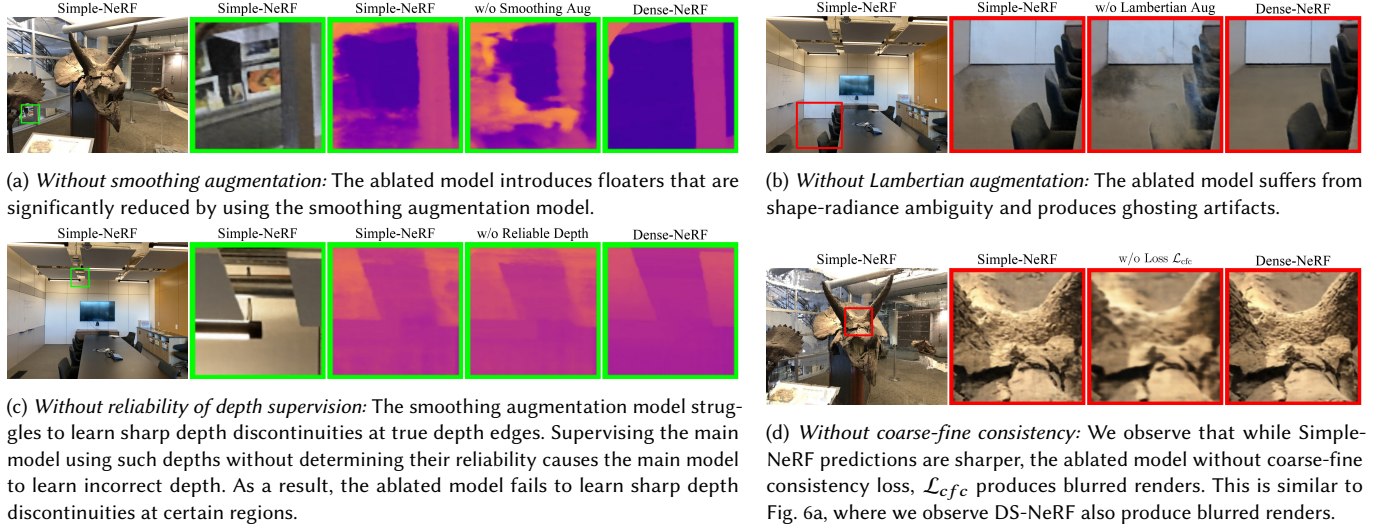 Simple-NeRF Simple-NeRF Simple-NeRF w/o Smoothing Aug Dense-NeRF
(a) Without smoothing augmentation: The ablated model introduces floaters that are
significantly reduced by using the smoothing augmentation model.
Simple-NeRF Simple-NeRF w/o Lambertian Aug Dense-NeRF
(b) Without Lambertian augmentation: The ablated model suffers from
shape-radiance ambiguity and produces ghosting artifacts.
Simple-NeRF Simple-NeRF Simple-NeRF w/o Reliable Depth Dense-NeRF
(c) Without reliability of depth supervision: The smoothing augmentation model strug-
gles to learn sharp depth discontinuities at true depth edges. Supervising the main
model using such depths without determining their reliability causes the main model
to learn incorrect depth. As a result, the ablated model fails to learn sharp depth
discontinuities at certain regions.
Simple-NeRF Simple-NeRF w/o Loss ℒcfc Dense-NeRF
(d) Without coarse-fine consistency: We observe that while Simple-
NeRF predictions are sharper, the ablated model without coarse-fine
consistency loss, ℒcfc produces blurred renders. This is similar to
Fig. 6a, where we observe DS-NeRF also produce blurred renders.